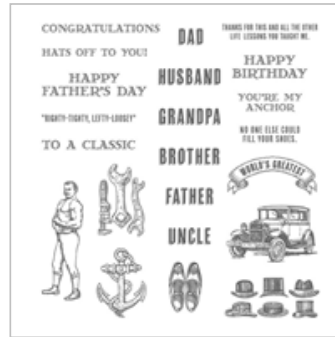 CONGRATULATIONS
HATS OFF TO YOU!
HAPPY
FATHER'S DAY
"RIGHTY-TIGHTY, LEFTY-LOOSEY"
TO A CLASSIC
DAD
HUSBAND
GRANDPA
BROTHER
FATHER
UNCLE
THANKS FOR THIS AND ALL THE OTHER
LIFE LESSONS YOU TAUGHT ME.
HAPPY
BIRTHDAY
YOU'RE MY
ANCHOR
NO ONE ELSE COULD
FILL YOUR SHOES.
WORLD'S GREATEST